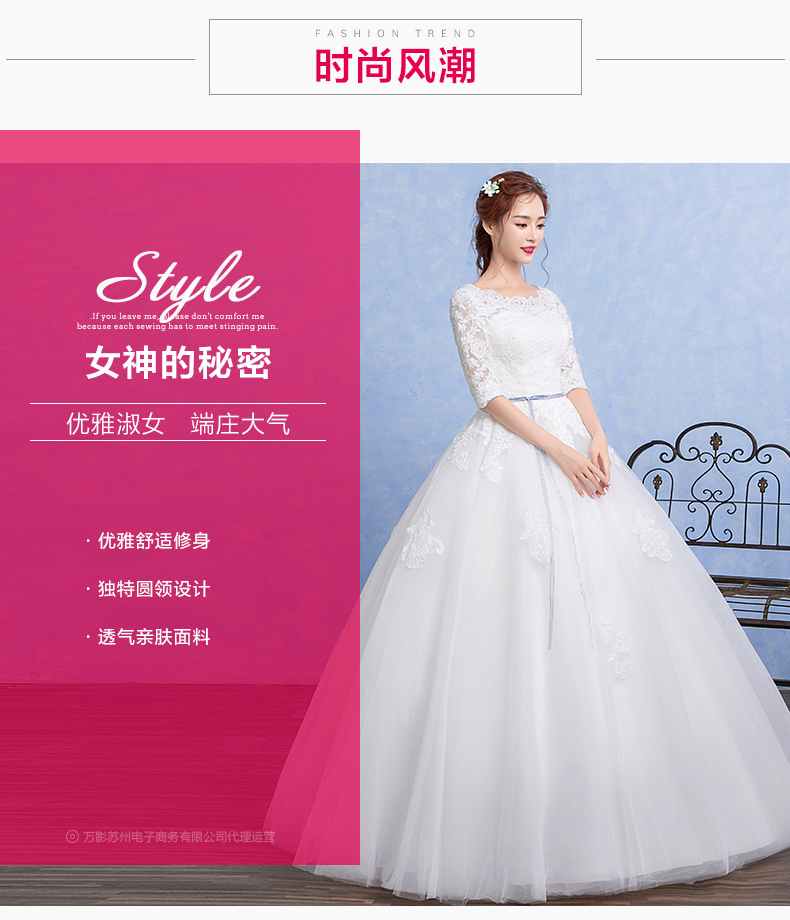 FASHION TREND
时尚风潮
Style
.If you leave me, please don't comfort me
because each sewing has to meet stinging pain.
女神的秘密
优雅淑女 端庄大气
· 优雅舒适修身
· 独特圆领设计
· 透气亲肤面料
万影苏州电子商务有限公司代理运营